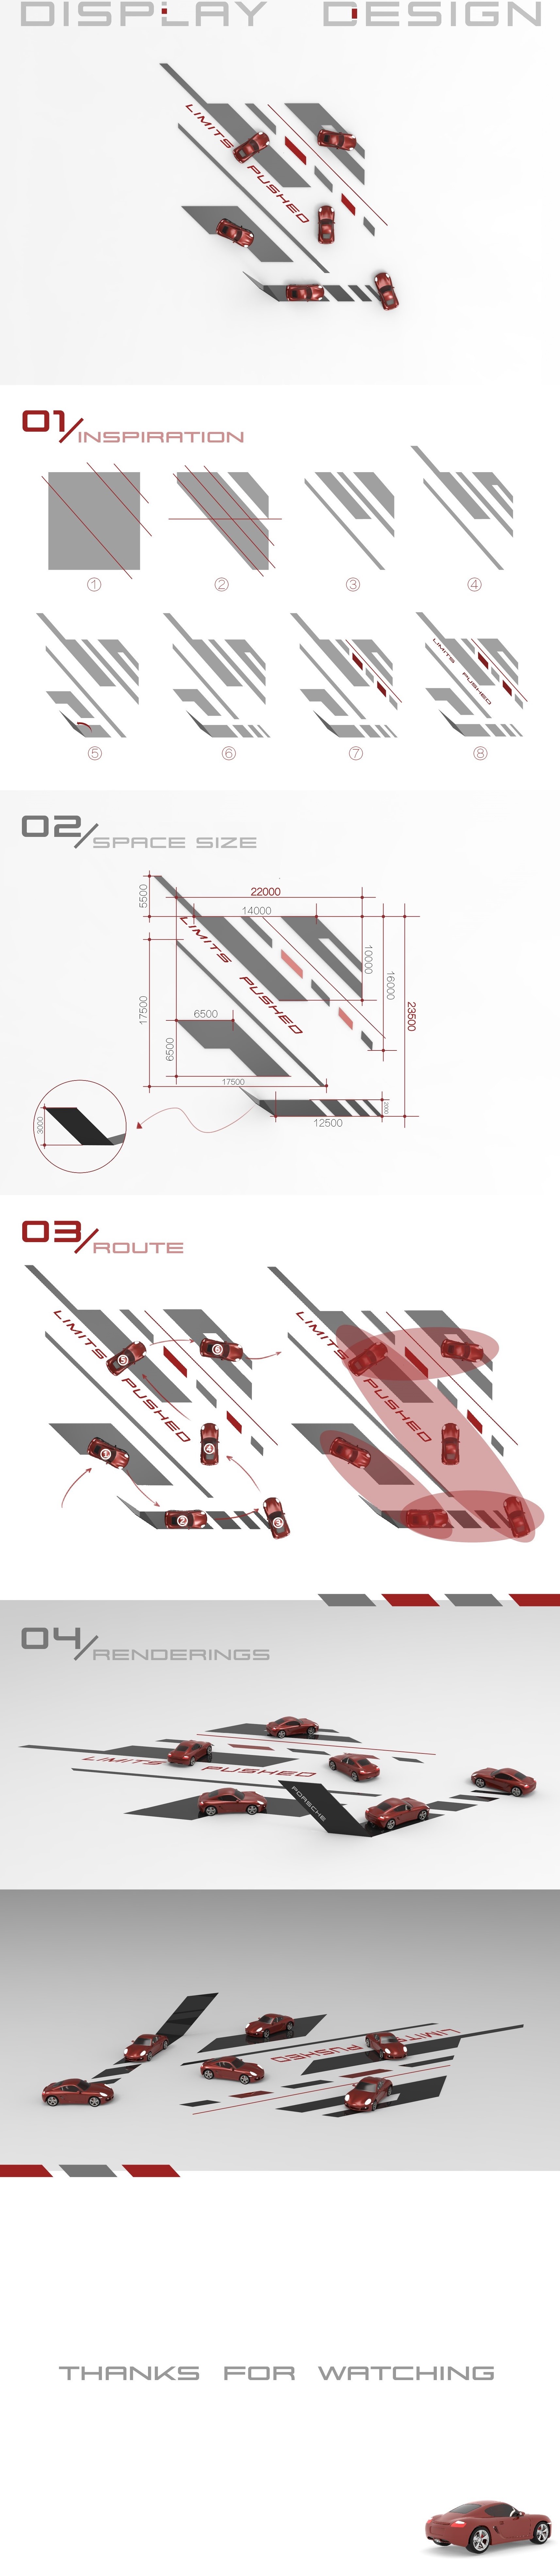 DISPLAY DESIGN
LIMITS PUSHED
01/INSPIRATION
① ② ③ ④
LIMITS PUSHED
⑤ ⑥ ⑦ ⑧
02/SPACE SIZE
5500
22000
14000
LIMITS PUSHED
10000
16000
23500
17500
6500
6500
17500
3000
12500
03/ROUTE
LIMITS PUSHED
LIMITS PUSHED
⑤ ⑥
④
①
② ③
04/RENDERINGS
LIMITS PUSHED
PORSCHE
LIMITS PUSHED
THANKS FOR WATCHING